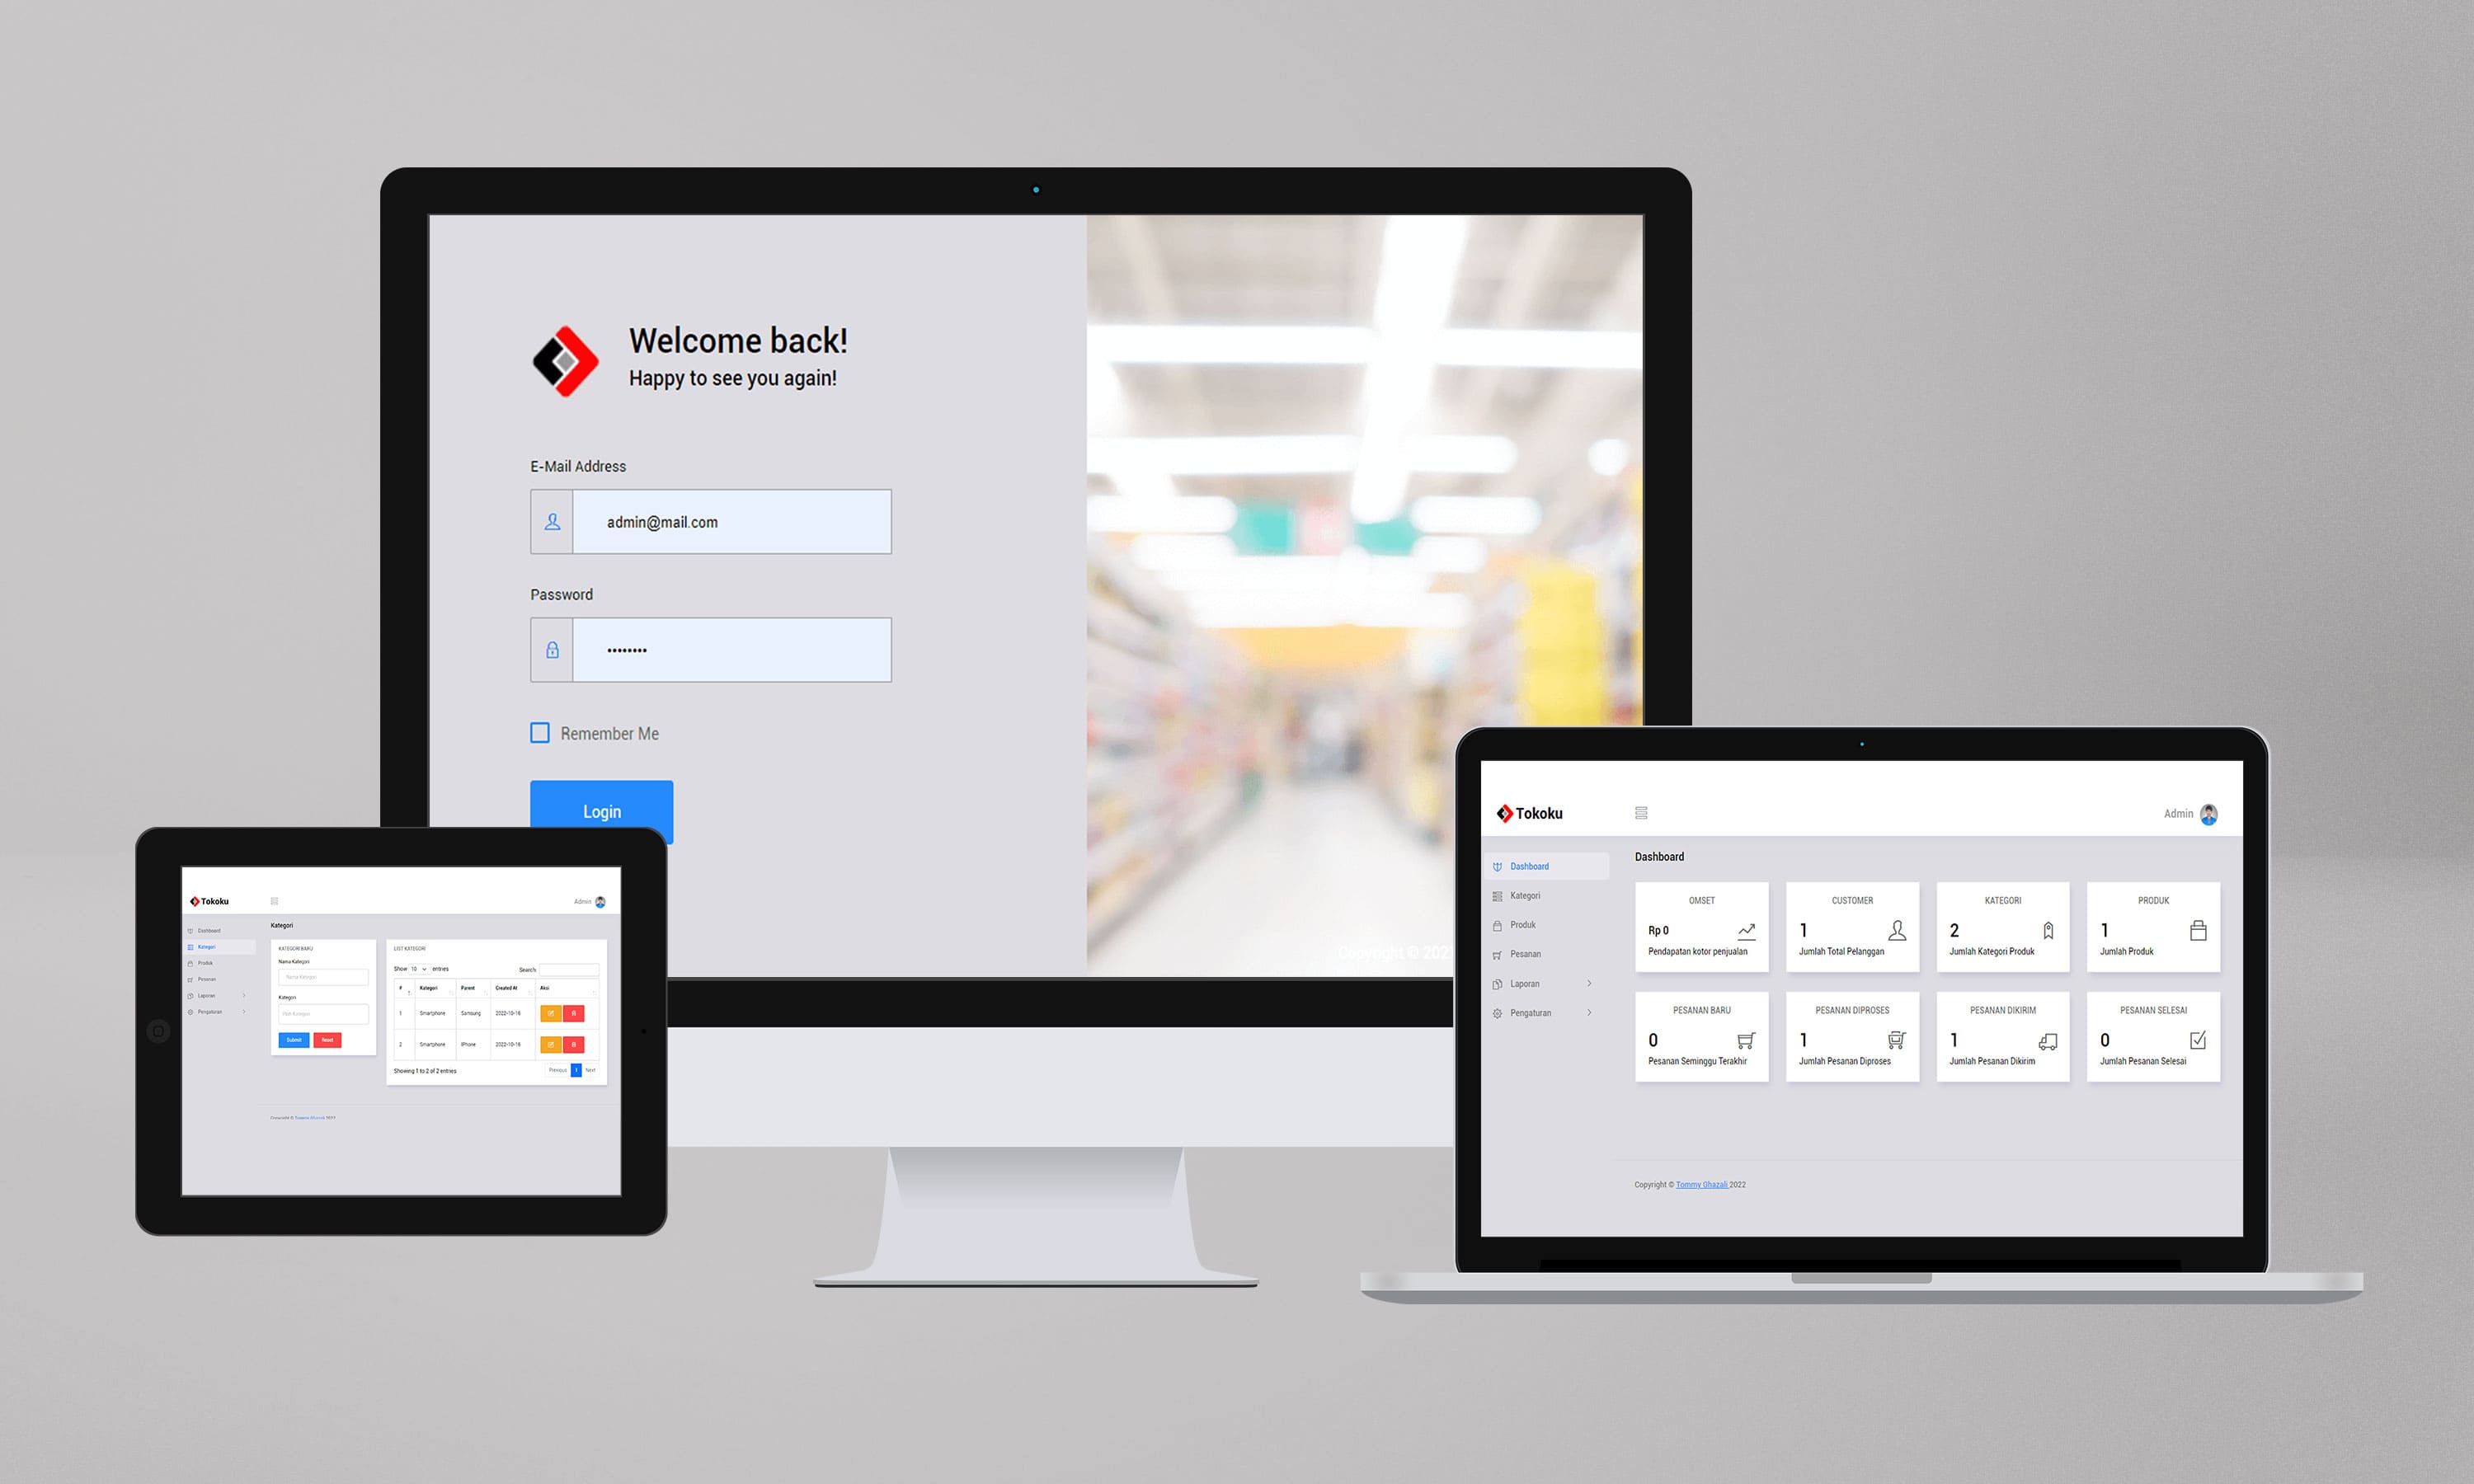 Welcome back!
Happy to see you again!
E-Mail Address
admin@mail.com
Password
••••••••
Remember Me
Login
Copyright © 202
Tokoku
Admin
Dashboard
Kategori
Produk
Pesanan
Laporan
Pengaturan
Kategori
KATEGORI BARU
Nama Kategori
Nama Kategori
Kategori
Pilih Kategori
Submit
Reset
LIST KATEGORI
Show 10 entries
Search:
# Kategori Parent Created At Aksi
1 Smartphone Samsung 2022-10-16
2 Smartphone IPhone 2022-10-16
Showing 1 to 2 of 2 entries
Previous 1 Next
Copyright © Tommy Ghazali 2022
Tokoku
Admin
Dashboard
Kategori
Produk
Pesanan
Laporan
Pengaturan
Dashboard
OMSET
Rp 0
Pendapatan kotor penjualan
CUSTOMER
1
Jumlah Total Pelanggan
KATEGORI
2
Jumlah Kategori Produk
PRODUK
1
Jumlah Produk
PESANAN BARU
0
Pesanan Seminggu Terakhir
PESANAN DIPROSES
1
Jumlah Pesanan Diproses
PESANAN DIKIRIM
1
Jumlah Pesanan Dikirim
PESANAN SELESAI
0
Jumlah Pesanan Selesai
Copyright © Tommy Ghazali 2022